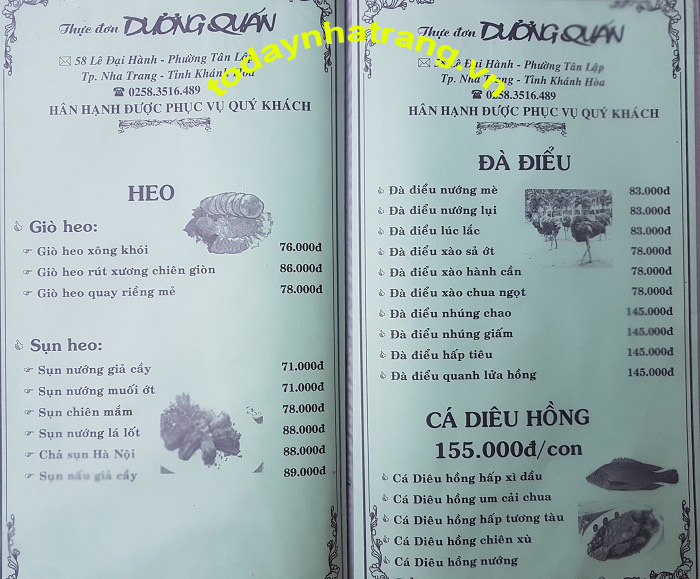 Thực đơn DƯỠNG QUÁN
58 Lê Đại Hành - Phường Tân Lập
Tp. Nha Trang - Tỉnh Khánh Hòa
☎ 0258.3516.489
HÂN HẠNH ĐƯỢC PHỤC VỤ QUÝ KHÁCH
HEO
Giò heo:
Giò heo xông khói 76.000đ
Giò heo rút xương chiên giòn 86.000đ
Giò heo quay riềng mẻ 78.000đ
Sụn heo:
Sụn nướng giả cầy 71.000đ
Sụn nướng muối ớt 71.000đ
Sụn chiên mắm 78.000đ
Sụn nướng lá lốt 88.000đ
Chả sụn Hà Nội 88.000đ
Sụn nấu giả cầy 89.000đ
Thực đơn DƯỠNG QUÁN
58 Lê Đại Hành - Phường Tân Lập
Tp. Nha Trang - Tỉnh Khánh Hòa
☎ 0258.3516.489
HÂN HẠNH ĐƯỢC PHỤC VỤ QUÝ KHÁCH
ĐÀ ĐIỂU
Đà điểu nướng mè 83.000đ
Đà điểu nướng lụi 83.000đ
Đà điểu lúc lắc 83.000đ
Đà điểu xào sả ớt 78.000đ
Đà điểu xào hành cần 78.000đ
Đà điểu xào chua ngọt 78.000đ
Đà điểu nhúng chao 145.000đ
Đà điểu nhúng giấm 145.000đ
Đà điểu hấp tiêu 145.000đ
Đà điểu quanh lửa hồng 145.000đ
CÁ DIÊU HỒNG
155.000đ/con
Cá Diêu hồng hấp xì dầu
Cá Diêu hồng um cải chua
Cá Diêu hồng hấp tương tàu
Cá Diêu hồng chiên xù
Cá Diêu hồng nướng
todaynhatrang.vn